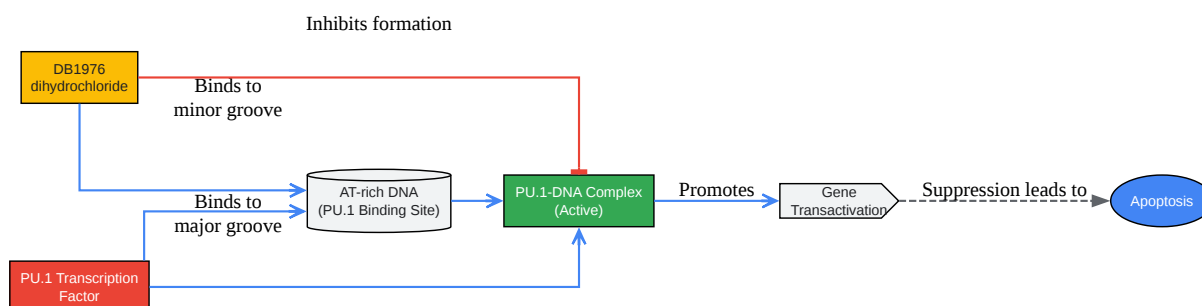 Inhibits formation
DB1976
dihydrochloride
Binds to
minor groove
AT-rich DNA
(PU.1 Binding Site)
PU.1-DNA Complex
(Active)
Promotes
Gene
Transactivation
Suppression leads to
Apoptosis
Binds to
major groove
PU.1 Transcription
Factor